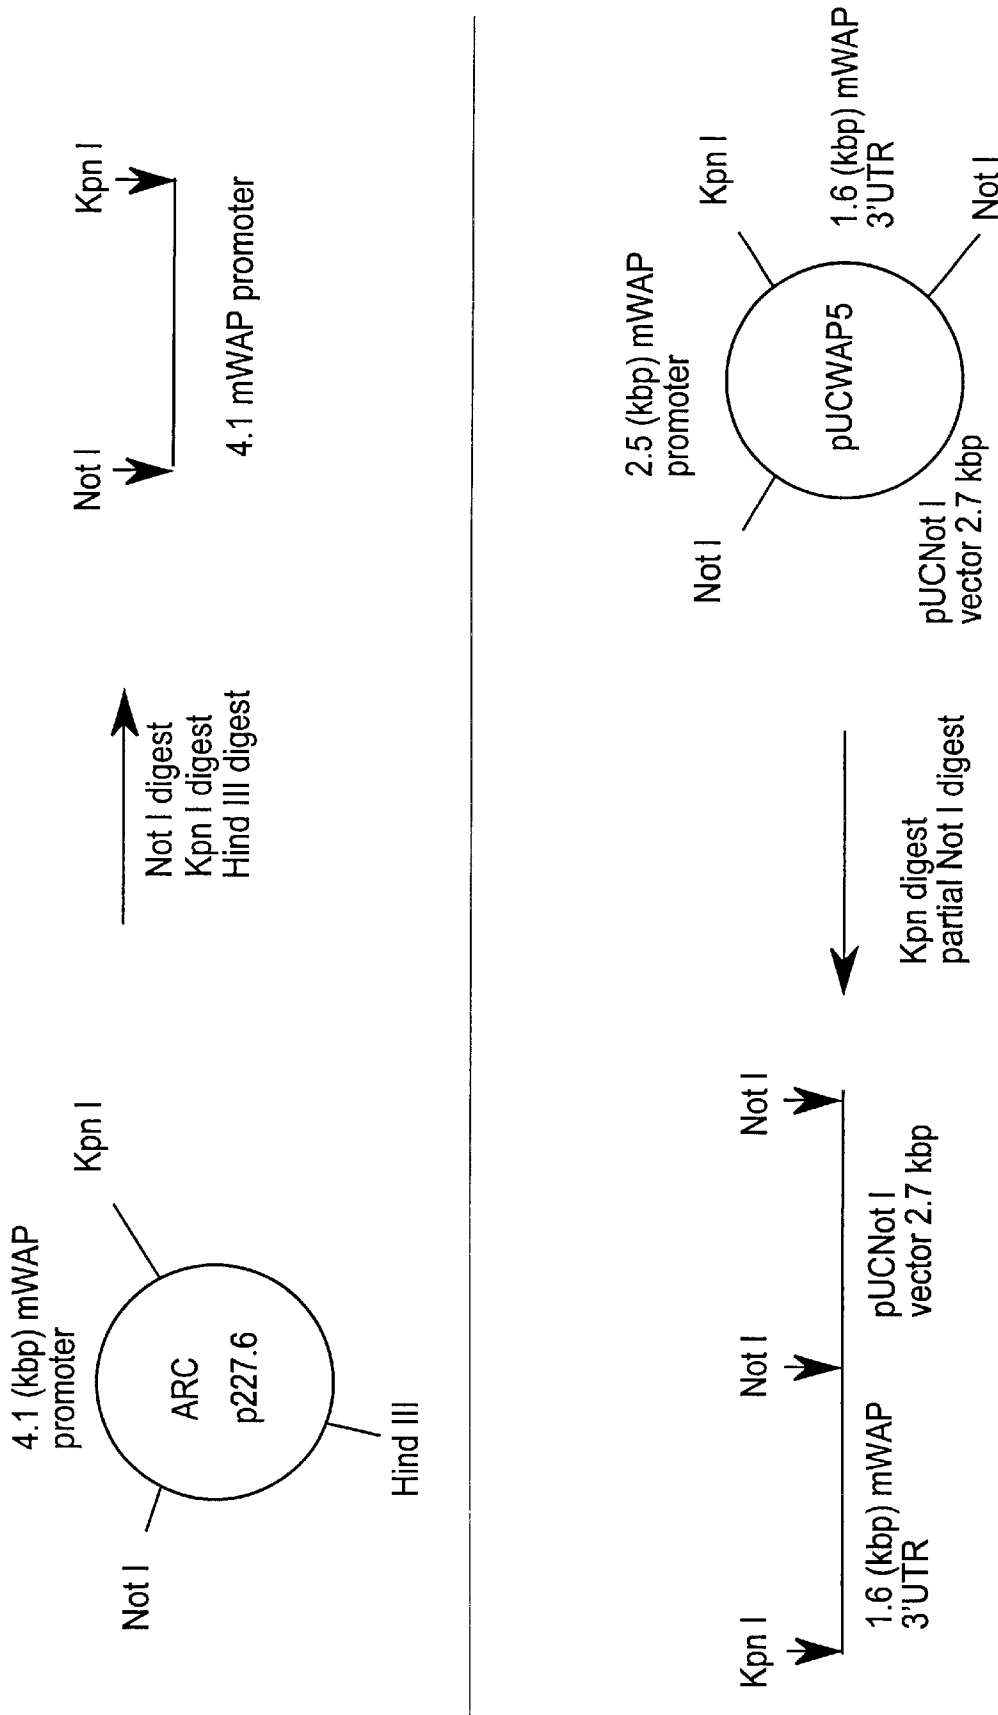 4.1 (kbp) mWAP
promoter
Kpn I
Not I
ARC
p227.6
Hind III
Not I digest
Kpn I digest
Hind III digest
Not I
Kpn I
4.1 mWAP promoter
Kpn I
Not I
Not I
1.6 (kbp) mWAP
3'UTR
pUCNot I
vector 2.7 kbp
Kpn digest
partial Not I digest
2.5 (kbp) mWAP
promoter
Not I
Kpn I
pUCWAP5
1.6 (kbp) mWAP
3'UTR
pUCNot I
vector 2.7 kbp
Not I